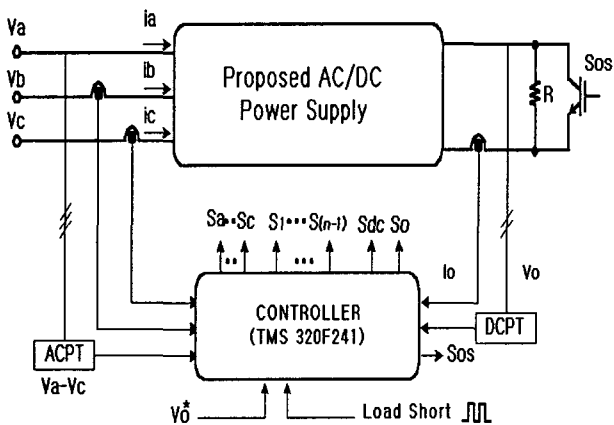 Va
ia
Vb
ib
Vc
ic
Proposed AC/DC
Power Supply
R
Sos
Sa..Sc S1...S(n-1) Sdc So
.. ...
Io
Vo
CONTROLLER
(TMS 320F241)
ACPT
DCPT
Sos
Va-Vc
Vo*
Load Short